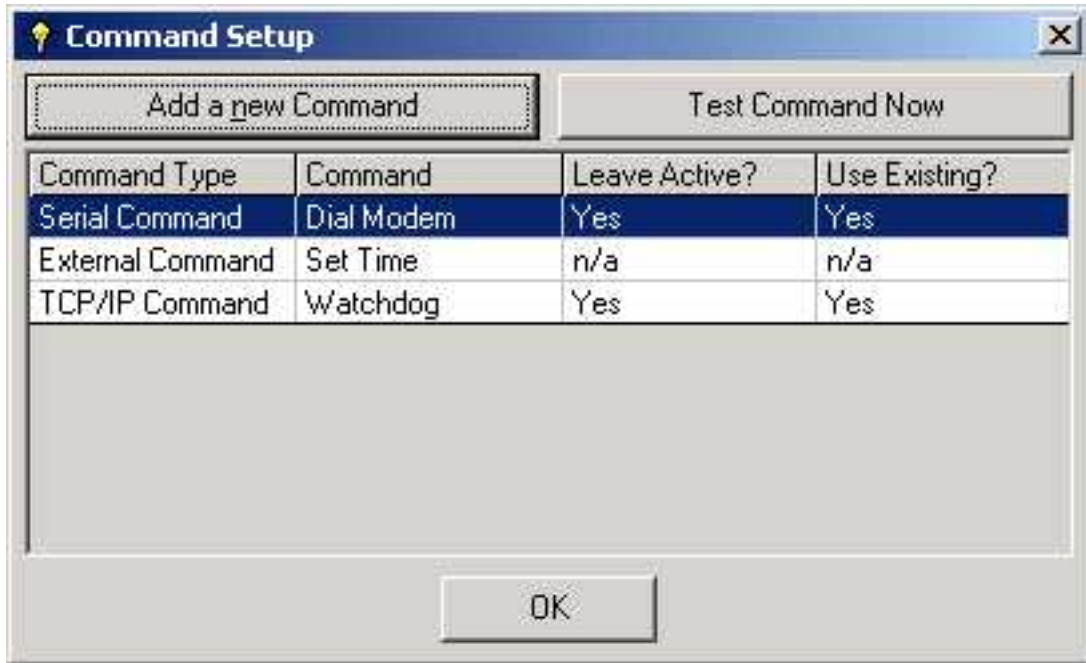 Command Setup
Add a new Command Test Command Now
Command Type Command Leave Active? Use Existing?
Serial Command Dial Modem Yes Yes
External Command Set Time n/a n/a
TCP/IP Command Watchdog Yes Yes
OK